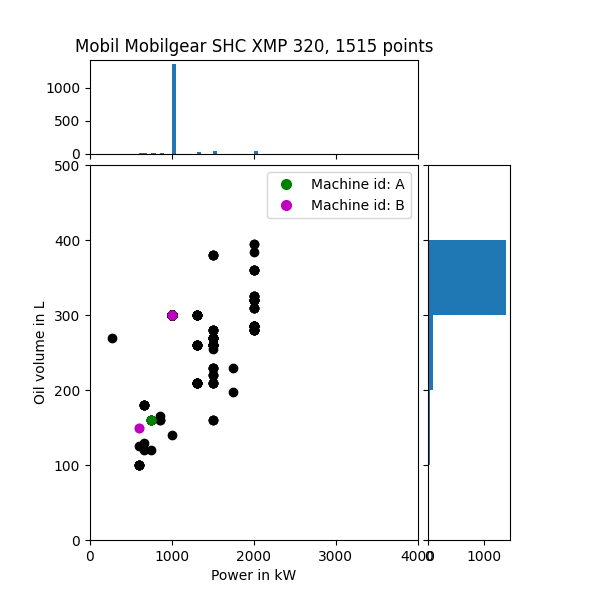 Mobil Mobilgear SHC XMP 320, 1515 points
1000
500
0
500
400
300
200
100
0
Oil volume in L
Machine id: A
Machine id: B
0 1000 2000 3000 4000
0 1000
Power in kW